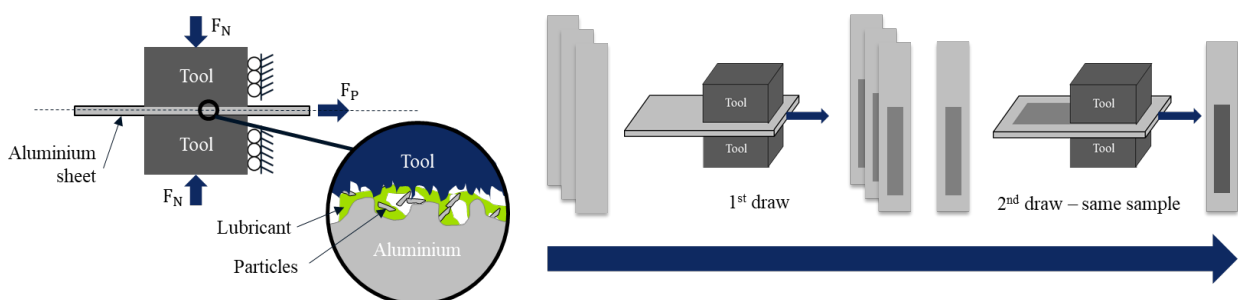 F_N
Tool
F_P
Tool
Aluminium
sheet
F_N
Tool
Lubricant
Aluminium
Particles
Tool
Tool
1st draw
Tool
Tool
2nd draw – same sample